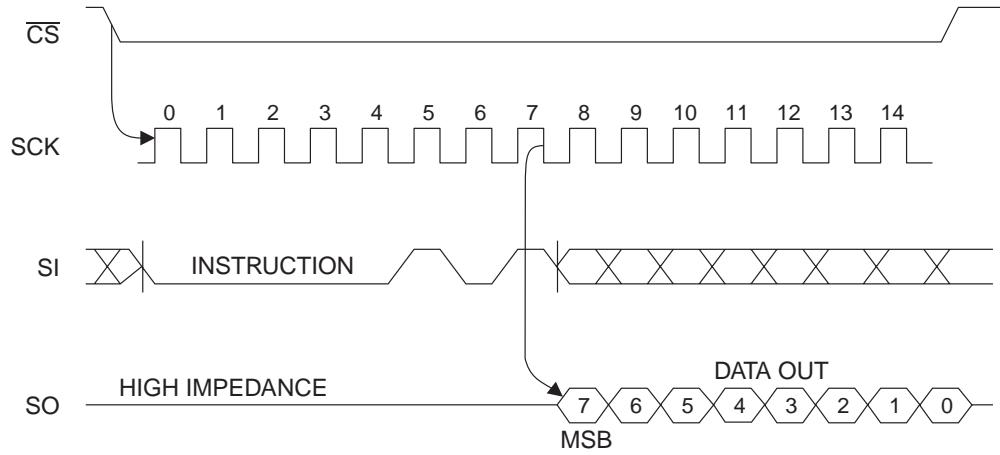 CS
0 1 2 3 4 5 6 7 8 9 10 11 12 13 14
SCK
SI
INSTRUCTION
HIGH IMPEDANCE
DATA OUT
SO
7 6 5 4 3 2 1 0
MSB